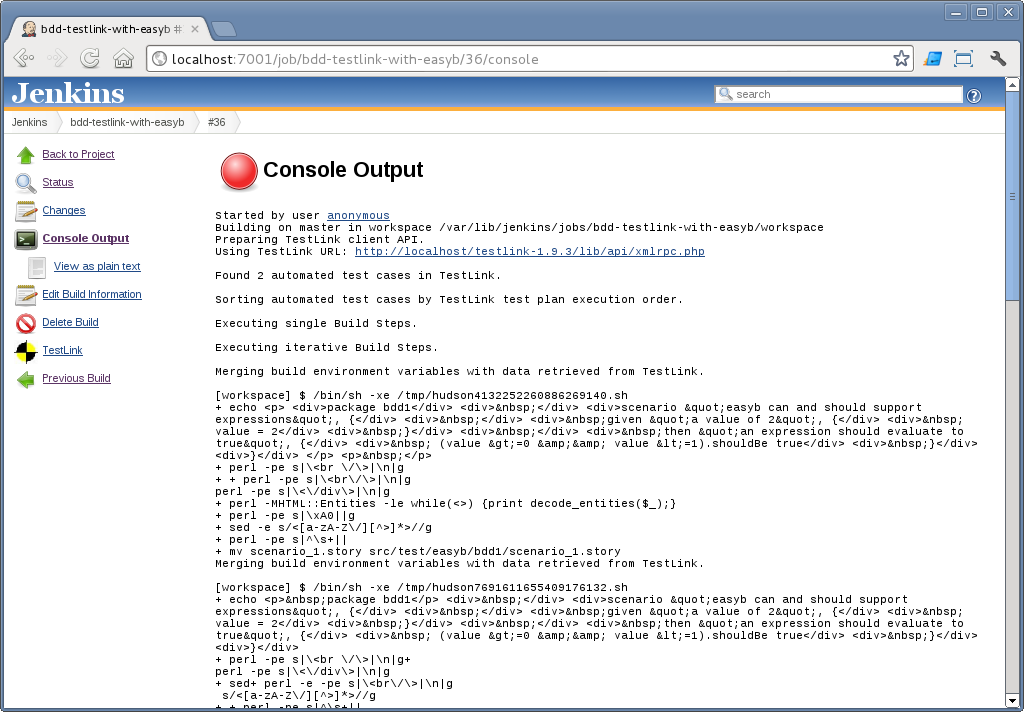 bdd-testlink-with-easyb #
localhost:7001/job/bdd-testlink-with-easyb/36/console
Jenkins
search
?
Jenkins
bdd-testlink-with-easyb
#36
Back to Project
Status
Changes
Console Output
View as plain text
Edit Build Information
Delete Build
TestLink
Previous Build
Console Output
Started by user anonymous
Building on master in workspace /var/lib/jenkins/jobs/bdd-testlink-with-easyb/workspace
Preparing TestLink client API.
Using TestLink URL: http://localhost/testlink-1.9.3/lib/api/xmlrpc.php
Found 2 automated test cases in TestLink.
Sorting automated test cases by TestLink test plan execution order.
Executing single Build Steps.
Executing iterative Build Steps.
Merging build environment variables with data retrieved from TestLink.
[workspace] $ /bin/sh -xe /tmp/hudson4132252260886269140.sh
+ echo <p> <div>package bdd1</div> <div>&nbsp;</div> <div>scenario &quot;easyb can and should support
expressions&quot;, {</div> <div>&nbsp;</div> <div>&nbsp;given &quot;a value of 2&quot;, {</div> <div>&nbsp;
value = 2</div> <div>&nbsp;}</div> <div>&nbsp;</div> <div>&nbsp;then &quot;an expression should evaluate to
true&quot;, {</div> <div>&nbsp; (value &gt;=0 &amp;&amp; value &lt;=1).shouldBe true</div> <div>&nbsp;}</div>
<div>}</div> </p> <p>&nbsp;</p>
+ perl -pe s|\<br \/\>|\n|g
+ + perl -pe s|\<br\/\>|\n|g
perl -pe s|\<\/div\>|\n|g
+ perl -MHTML::Entities -le while(<>) {print decode_entities($_);}
+ perl -pe s|\xA0||g
+ sed -e s/<[a-zA-Z\/][^>]*>//g
+ perl -pe s|^\s+||
+ mv scenario_1.story src/test/easyb/bdd1/scenario_1.story
Merging build environment variables with data retrieved from TestLink.
[workspace] $ /bin/sh -xe /tmp/hudson7691611655409176132.sh
+ echo <p>&nbsp;package bdd1</p> <div>&nbsp;</div> <div>scenario &quot;easyb can and should support
expressions&quot;, {</div> <div>&nbsp;</div> <div>&nbsp;given &quot;a value of 2&quot;, {</div> <div>&nbsp;
value = 2</div> <div>&nbsp;}</div> <div>&nbsp;</div> <div>&nbsp;then &quot;an expression should evaluate to
true&quot;, {</div> <div>&nbsp; (value &gt;=0 &amp;&amp; value &lt;=1).shouldBe true</div> <div>&nbsp;}</div>
<div>}</div>
+ perl -pe s|\<br \/\>|\n|g+
perl -pe s|\<\/div\>|\n|g
+ sed+ perl -e -pe s|\<br\/\>|\n|g
s/<[a-zA-Z\/][^>]*>//g
+ + perl -pe s|^\s+||